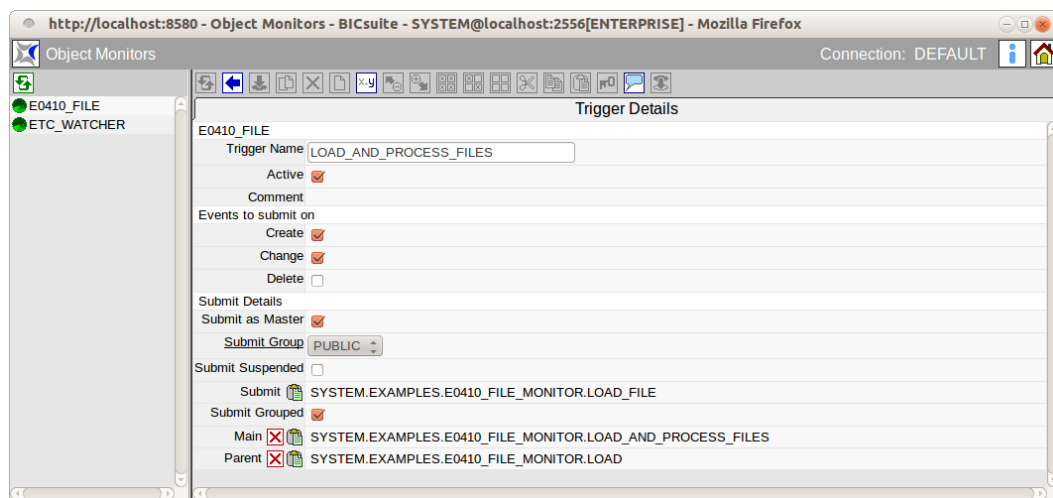 http://localhost:8580 - Object Monitors - BICsuite - SYSTEM@localhost:2556[ENTERPRISE] - Mozilla Firefox
Object Monitors
Connection: DEFAULT
E0410_FILE
ETC_WATCHER
Trigger Details
E0410_FILE
Trigger Name LOAD_AND_PROCESS_FILES
Active
Comment
Events to submit on
Create
Change
Delete
Submit Details
Submit as Master
Submit Group PUBLIC
Submit Suspended
Submit SYSTEM.EXAMPLES.E0410_FILE_MONITOR.LOAD_FILE
Submit Grouped
Main SYSTEM.EXAMPLES.E0410_FILE_MONITOR.LOAD_AND_PROCESS_FILES
Parent SYSTEM.EXAMPLES.E0410_FILE_MONITOR.LOAD